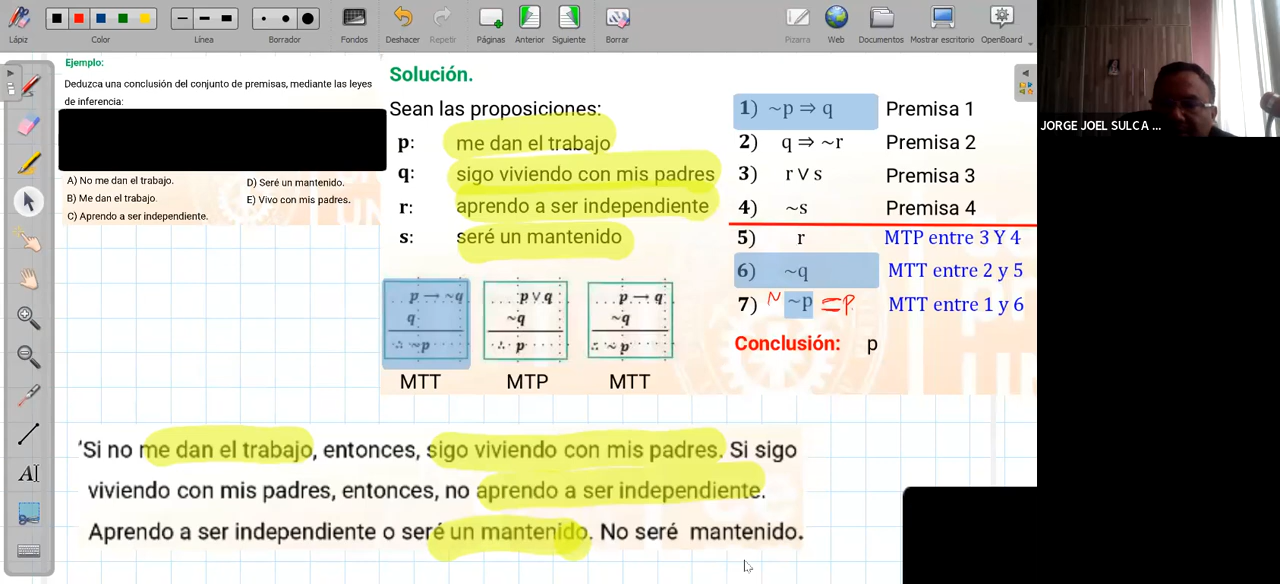 Lápiz Color Línea Borrador Fondos Deshacer Repetir Páginas Anterior Siguiente Borrar Pizarra Web Documentos Mostrar escritorio OpenBoard
JORGE JOEL SULCA ...
Ejemplo:
Deduzca una conclusión del conjunto de premisas, mediante las leyes
de inferencia:
A) No me dan el trabajo. D) Seré un mantenido.
B) Me dan el trabajo. E) Vivo con mis padres.
C) Aprendo a ser independiente.
Solución.
Sean las proposiciones:
p: me dan el trabajo
q: sigo viviendo con mis padres
r: aprendo a ser independiente
s: seré un mantenido
1) ~p ⇒ q Premisa 1
2) q ⇒ ~r Premisa 2
3) r ∨ s Premisa 3
4) ~s Premisa 4
5) r MTP entre 3 Y 4
6) ~q MTT entre 2 y 5
7) ~ ~p = p MTT entre 1 y 6
Conclusión: p
p → ~q
q
∴ ~p
MTT
p ∨ q
~q
∴ p
MTP
p → q
~q
∴ ~p
MTT
'Si no me dan el trabajo, entonces, sigo viviendo con mis padres. Si sigo
viviendo con mis padres, entonces, no aprendo a ser independiente.
Aprendo a ser independiente o seré un mantenido. No seré mantenido.